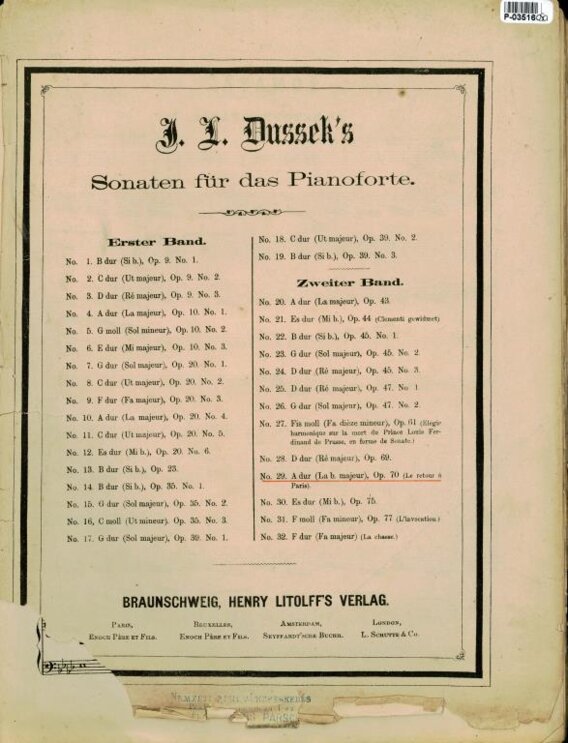 P-03516
J. L. Dussek's
Sonaten für das Pianoforte.
Erster Band.
No. 1. B dur (Si b.), Op. 9. No. 1.
No. 2. C dur (Ut majeur), Op. 9. No. 2.
No. 3. D dur (Ré majeur), Op. 9. No. 3.
No. 4. A dur (La majeur), Op. 10. No. 1.
No. 5. G moll (Sol mineur), Op. 10. No. 2.
No. 6. E dur (Mi majeur), Op. 10. No. 3.
No. 7. G dur (Sol majeur), Op. 20. No. 1.
No. 8. C dur (Ut majeur), Op. 20. No. 2.
No. 9. F dur (Fa majeur), Op. 20. No. 3.
No. 10. A dur (La majeur), Op. 20. No. 4.
No. 11. C dur (Ut majeur), Op. 20. No. 5.
No. 12. Es dur (Mi b.), Op. 20. No. 6.
No. 13. B dur (Si b.), Op. 23.
No. 14. B dur (Si b.), Op. 35. No. 1.
No. 15. G dur (Sol majeur), Op. 35. No. 2.
No. 16. C moll (Ut mineur), Op. 35. No. 3.
No. 17. G dur (Sol majeur), Op. 39. No. 1.
No. 18. C dur (Ut majeur), Op. 39. No. 2.
No. 19. B dur (Si b.), Op. 39. No. 3.
Zweiter Band.
No. 20. A dur (La majeur), Op. 43.
No. 21. Es dur (Mi b.), Op. 44 (Clementi gewidmet)
No. 22. B dur (Si b.), Op. 45. No. 1.
No. 23. G dur (Sol majeur), Op. 45. No. 2
No. 24. D dur (Ré majeur), Op. 45. No. 3.
No. 25. D dur (Ré majeur), Op. 47. No 1
No. 26. G dur (Sol majeur), Op. 47. No. 2.
No. 27. Fis moll (Fa dièze mineur), Op. 61 (Elégie
harmonique sur la mort du Prince Louis Fer-
dinand de Prusse, en forme de Sonate.)
No. 28. D dur (Ré majeur), Op. 69.
No. 29. A dur (La b. majeur), Op. 70 (Le retour à
Paris).
No. 30. Es dur (Mi b.), Op. 75.
No. 31. F moll (Fa mineur), Op. 77 (L'invocation.)
No. 32. F dur (Fa majeur) (La chasse.)
BRAUNSCHWEIG, HENRY LITOLFF'S VERLAG.
PARIS, BRUXELLES, AMSTERDAM, LONDON,
ENOCH PÈRE ET FILS. ENOCH PÈRE ET FILS. SEYFFARDT'SCHE BUCHH. L. SCHUTTE & CO.
PARIS